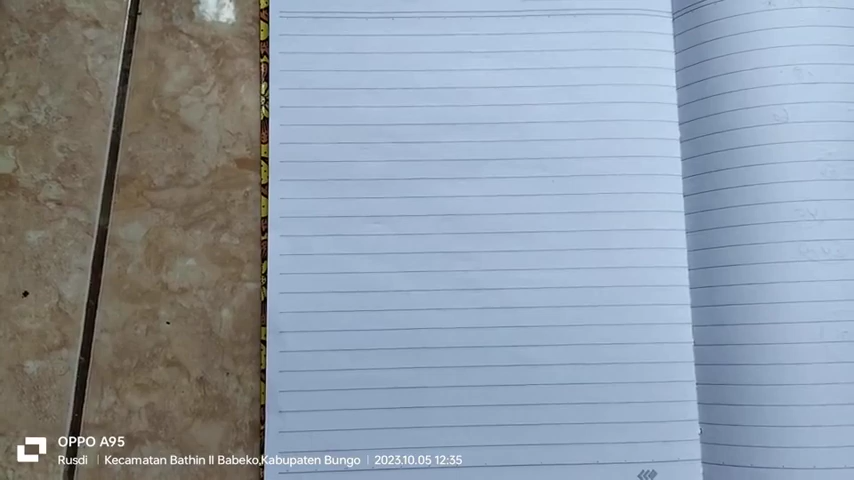 OPPO A95
Rusdi | Kecamatan Bathin II Babeko,Kabupaten Bungo | 2023.10.05 12:35